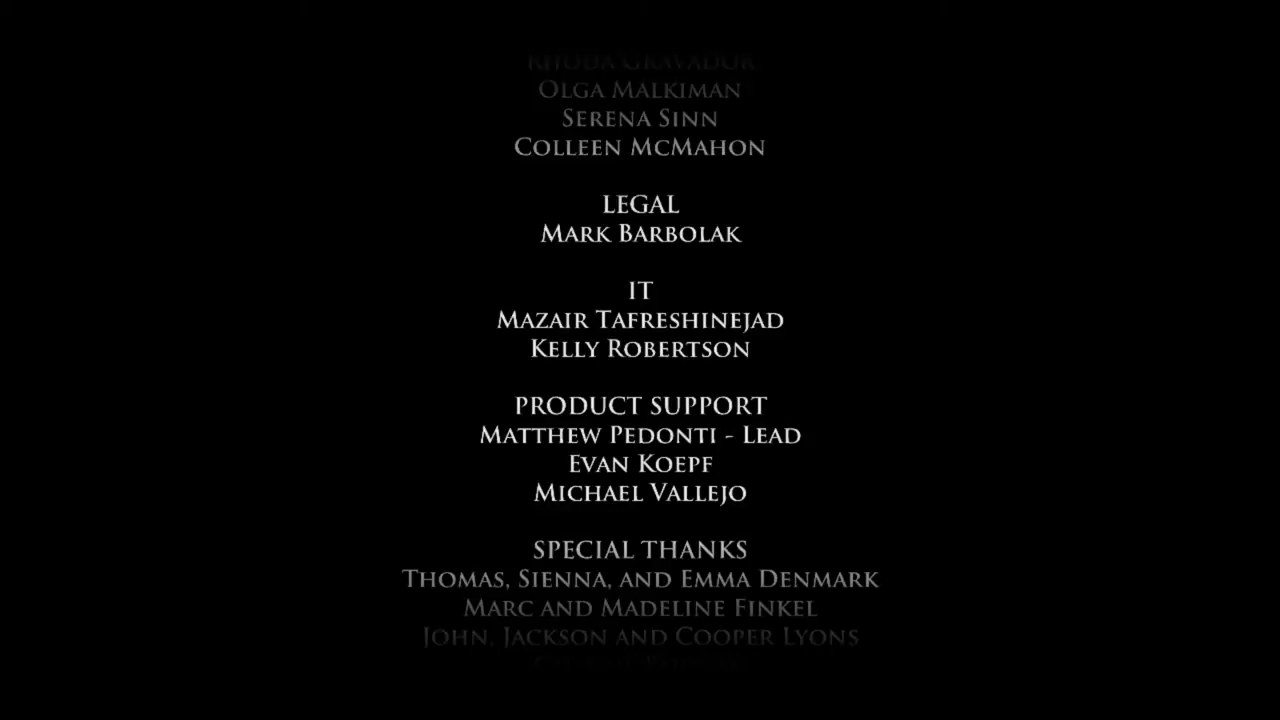 Rhoda Gravador
Olga Malkiman
Serena Sinn
Colleen McMahon
LEGAL
Mark Barbolak
IT
Mazair Tafreshinejad
Kelly Robertson
PRODUCT SUPPORT
Matthew Pedonti - Lead
Evan Koepf
Michael Vallejo
SPECIAL THANKS
Thomas, Sienna, and Emma Denmark
Marc and Madeline Finkel
John, Jackson and Cooper Lyons